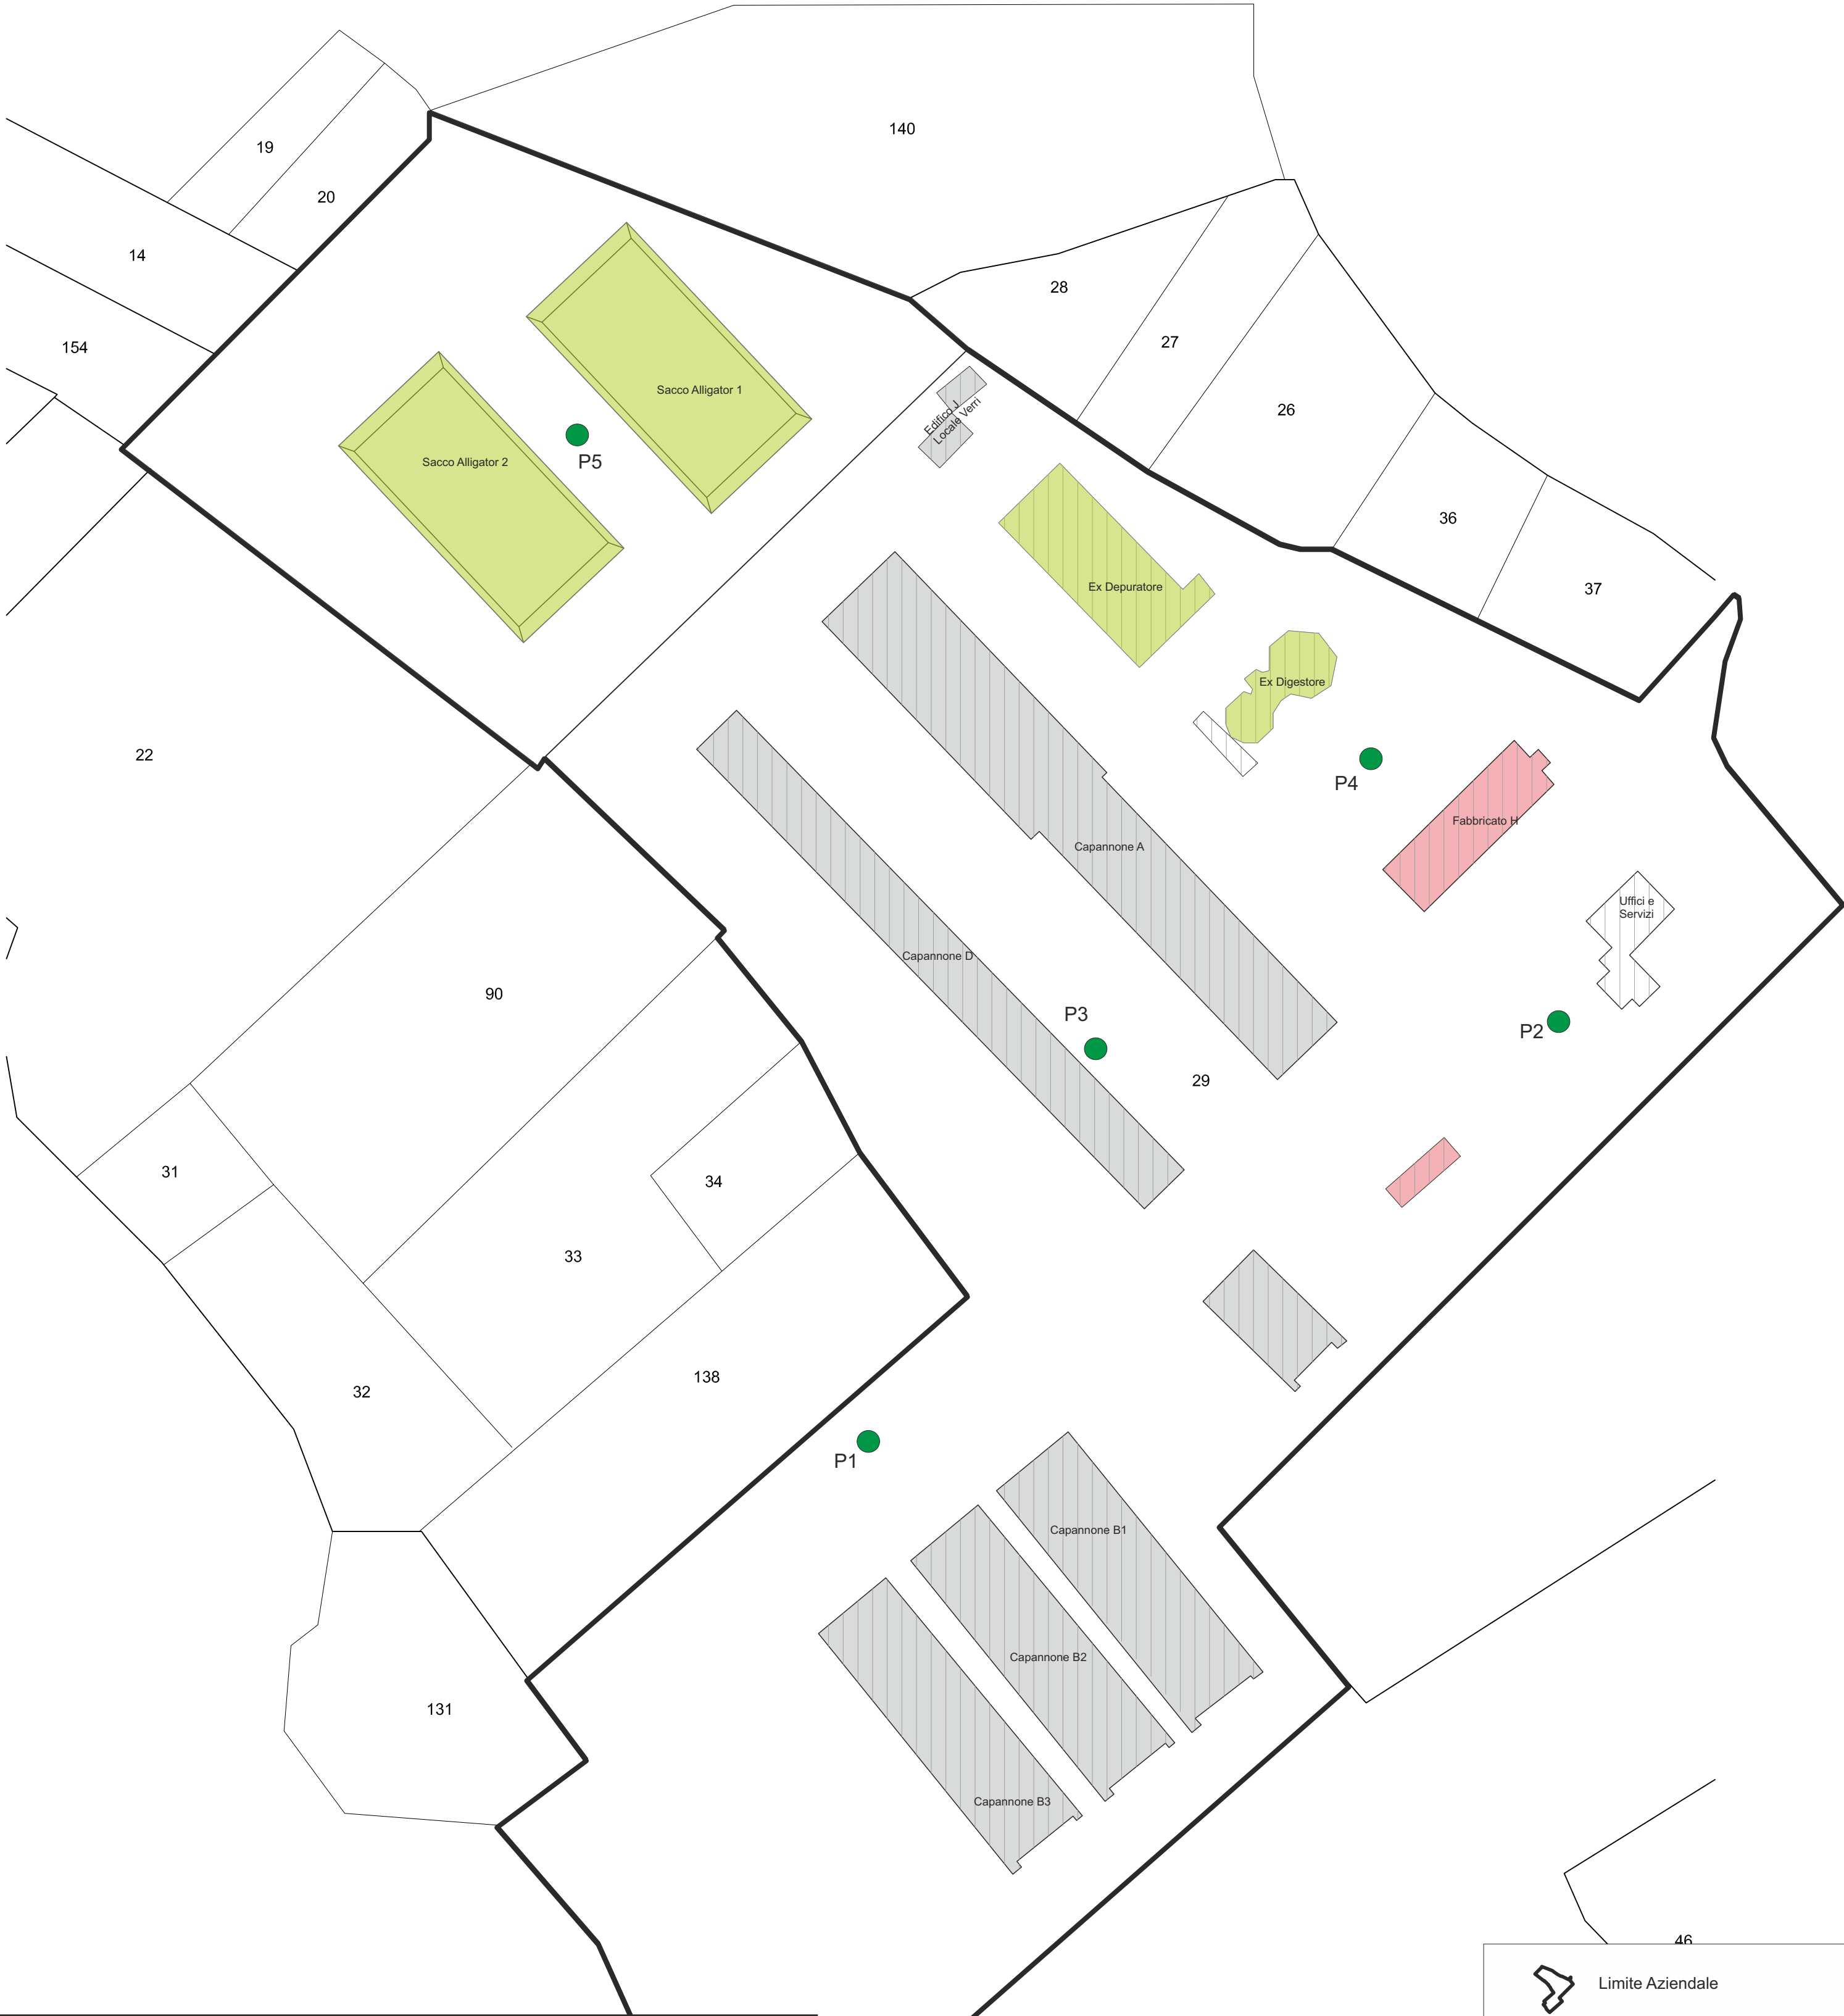 140
19
20
14
28
27
154
Sacco Alligator 1
Edifico J
Locale Verri
26
Sacco Alligator 2
P5
36
Ex Depuratore
37
Ex Digestore
22
P4
Fabbricato H
Capannone A
Uffici e
Servizi
Capannone D
90
P3
P2
29
31
34
33
138
32
P1
Capannone B1
Capannone B2
131
Capannone B3
46
Limite Aziendale